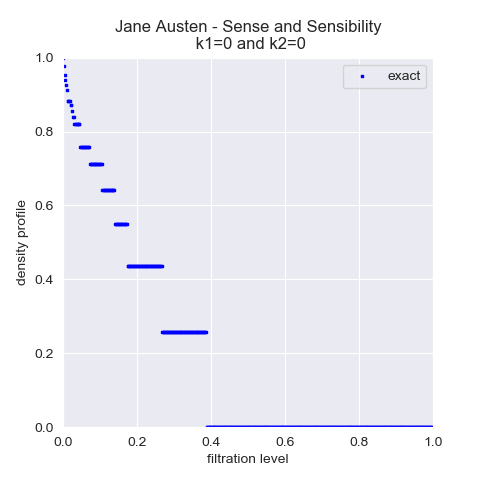 Jane Austen - Sense and Sensibility
k1=0 and k2=0
exact
density profile
1.0
0.8
0.6
0.4
0.2
0.0
0.0 0.2 0.4 0.6 0.8 1.0
filtration level